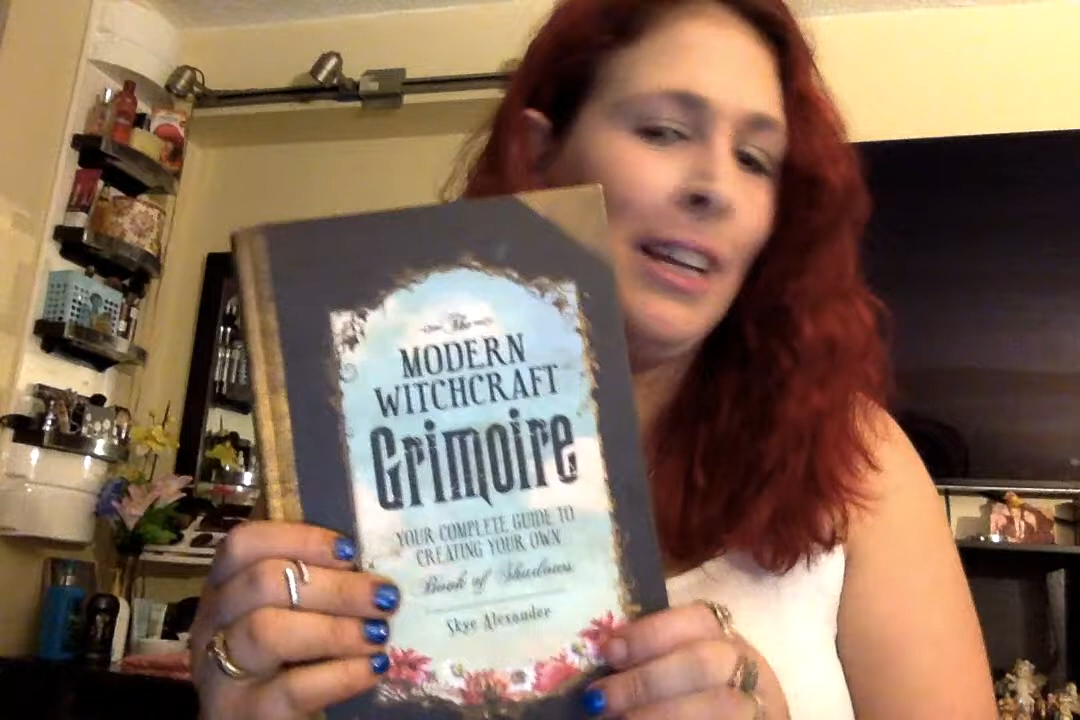 The
MODERN
WITCHCRAFT
Grimoire
YOUR COMPLETE GUIDE TO
CREATING YOUR OWN
Book of Shadows
Skye Alexander